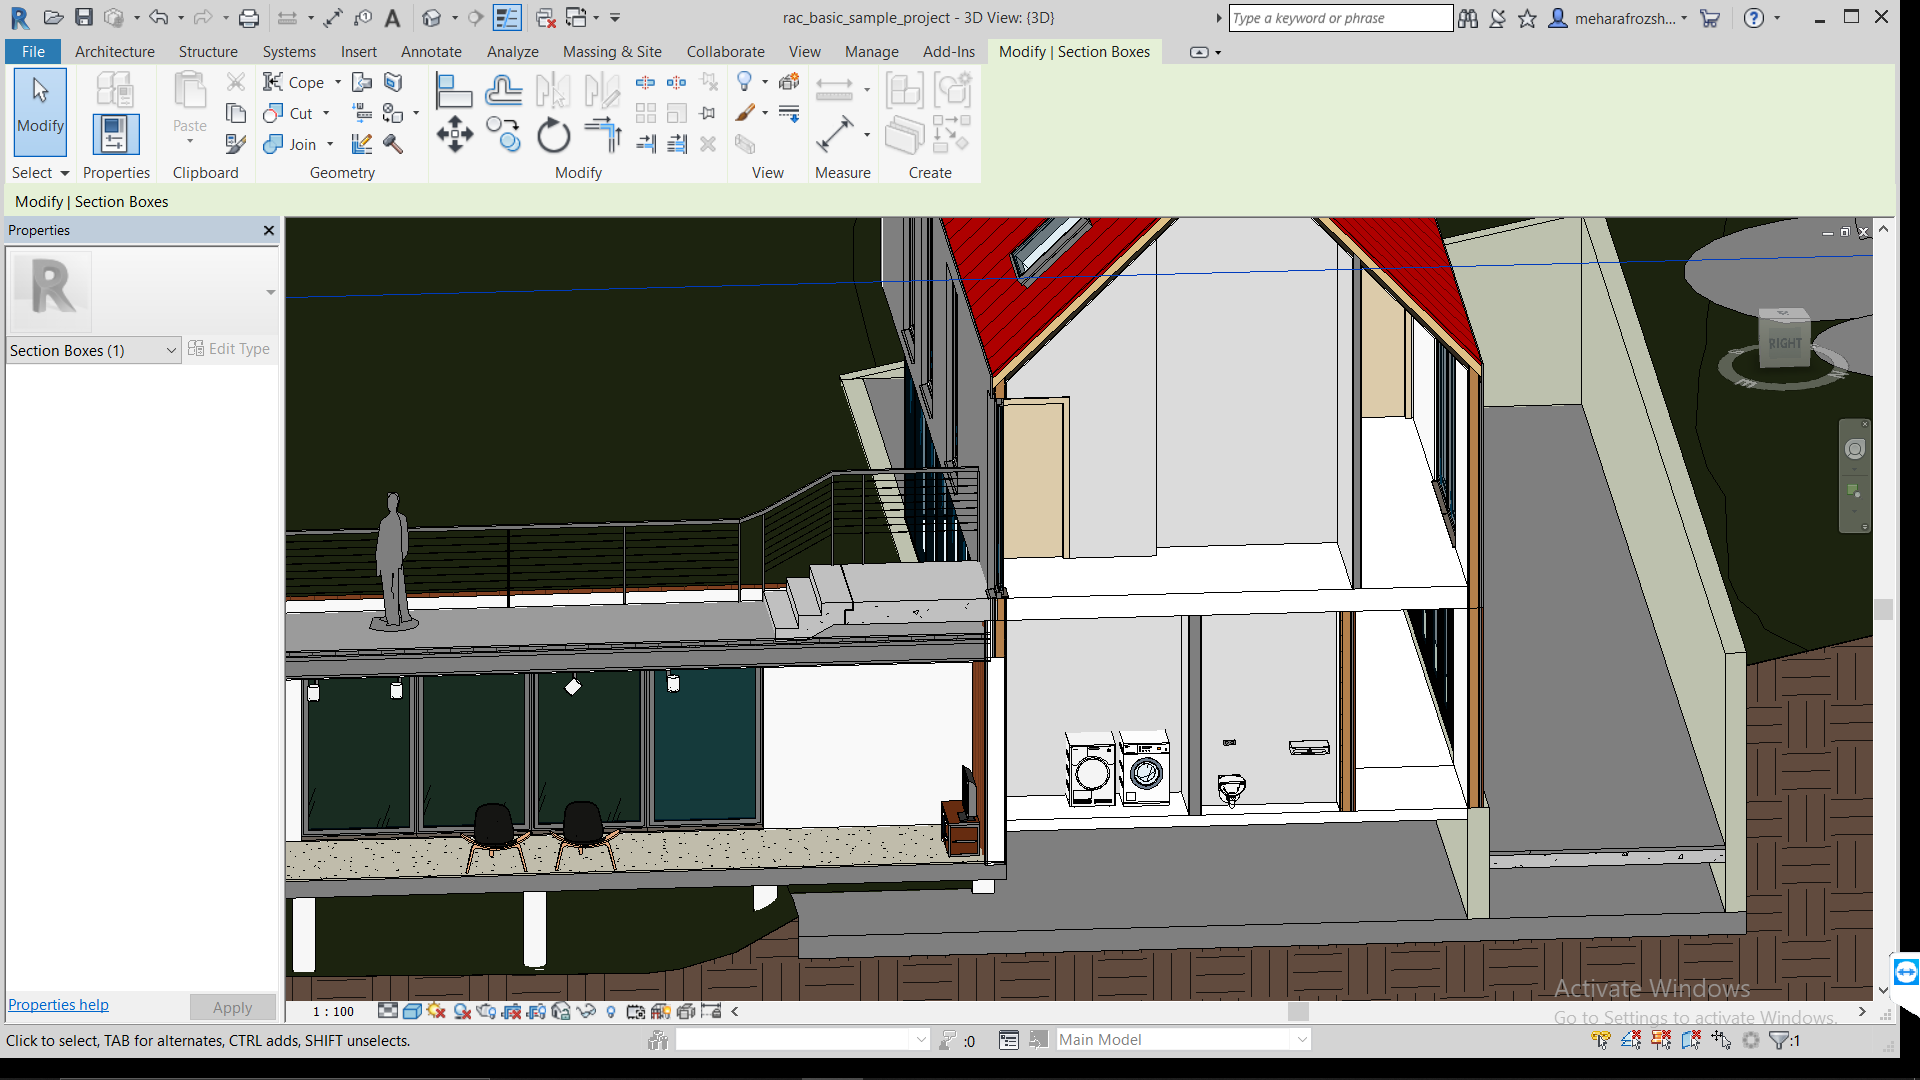 rac_basic_sample_project - 3D View: {3D}
Type a keyword or phrase
meharafrozsh...
File
Architecture
Structure
Systems
Insert
Annotate
Analyze
Massing & Site
Collaborate
View
Manage
Add-Ins
Modify | Section Boxes
Modify
Paste
Cope
Cut
Join
Select
Properties
Clipboard
Geometry
Modify
View
Measure
Create
Modify | Section Boxes
Properties
R
Section Boxes (1)
Edit Type
RIGHT
Properties help
Apply
1 : 100
Activate Windows
Go to Settings to activate Windows.
Click to select, TAB for alternates, CTRL adds, SHIFT unselects.
:0
Main Model
:1